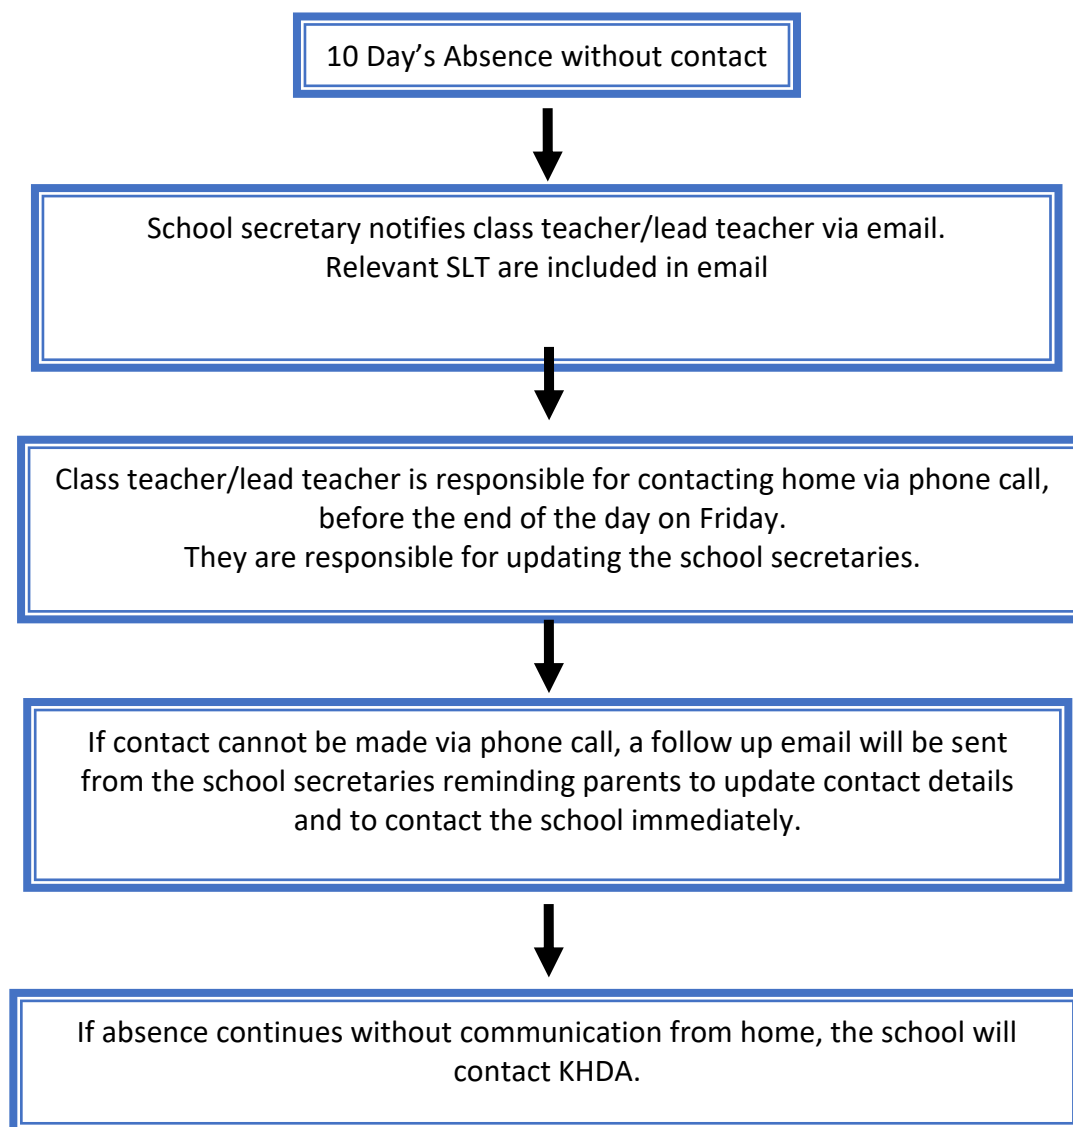 10 Day’s Absence without contact
School secretary notifies class teacher/lead teacher via email.
Relevant SLT are included in email
Class teacher/lead teacher is responsible for contacting home via phone call,
before the end of the day on Friday.
They are responsible for updating the school secretaries.
If contact cannot be made via phone call, a follow up email will be sent
from the school secretaries reminding parents to update contact details
and to contact the school immediately.
If absence continues without communication from home, the school will
contact KHDA.